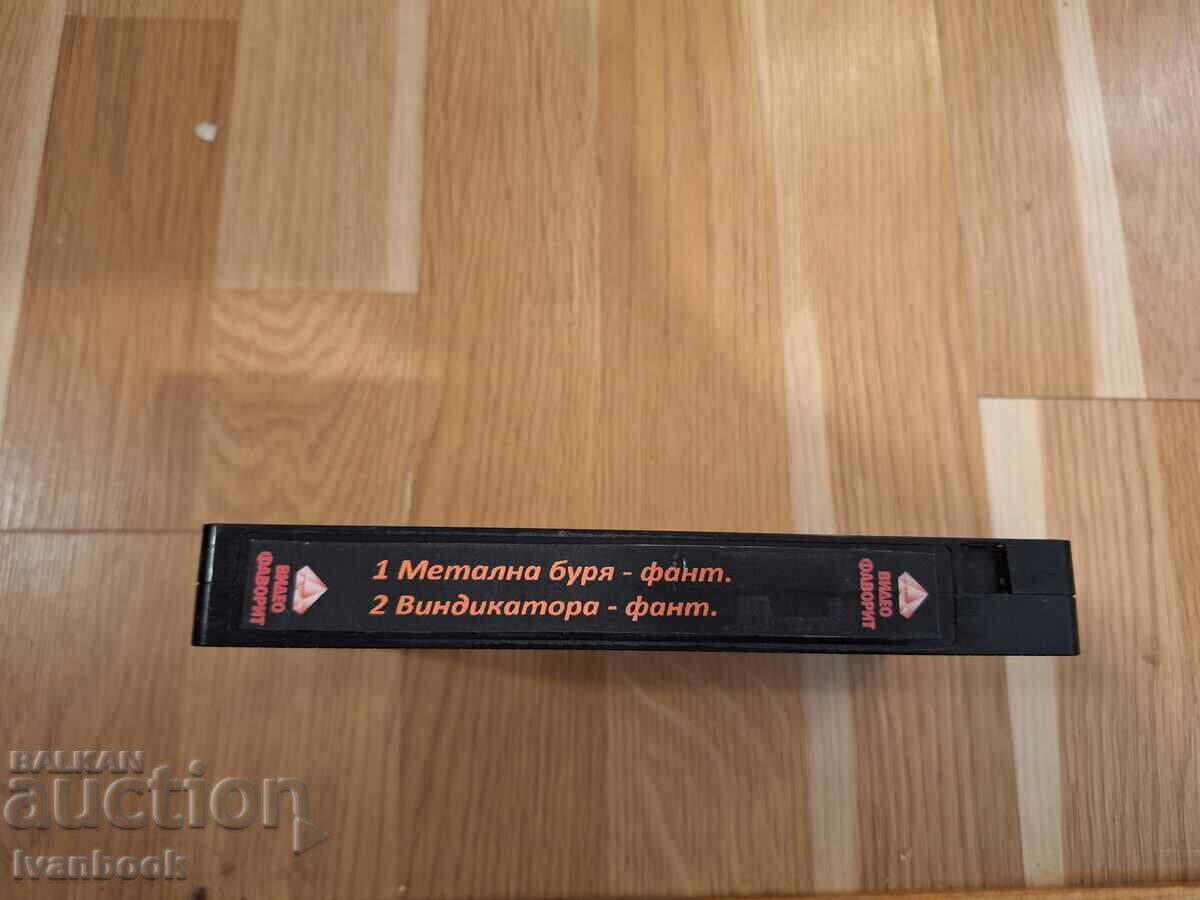 ВИДЕО
ФАВОРИТ
1 Метална буря - фант.
2 Виндикатора - фант.
ВИДЕО
ФАВОРИТ
BALKAN
auction
Ivanbook